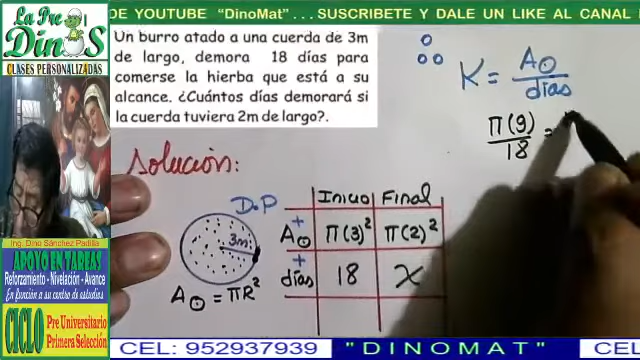 DE YOUTUBE "DinoMat"... SUSCRIBETE Y DALE UN LIKE AL CANAL
La Pre
DinoS
CLASES PERSONALIZADAS
Un burro atado a una cuerda de 3m
de largo, demora 18 días para
comerse la hierba que está a su
alcance. ¿Cuántos días demorará si
la cuerda tuviera 2m de largo?.
K = A⊙ / días
π(9) / 18 =
Solución:
D.P
3m
A⊙ = πR²
Inicio Final
A⊙ + π(3)² π(2)²
días + 18 x
Ing. Dino Sánchez Padilla
APOYO EN TAREAS
Reforzamiento - Nivelación - Avance
En función a su centro de estudios
CICLO Pre Universitario
Primera Selección
CEL: 952937939 "DINOMAT" CEL